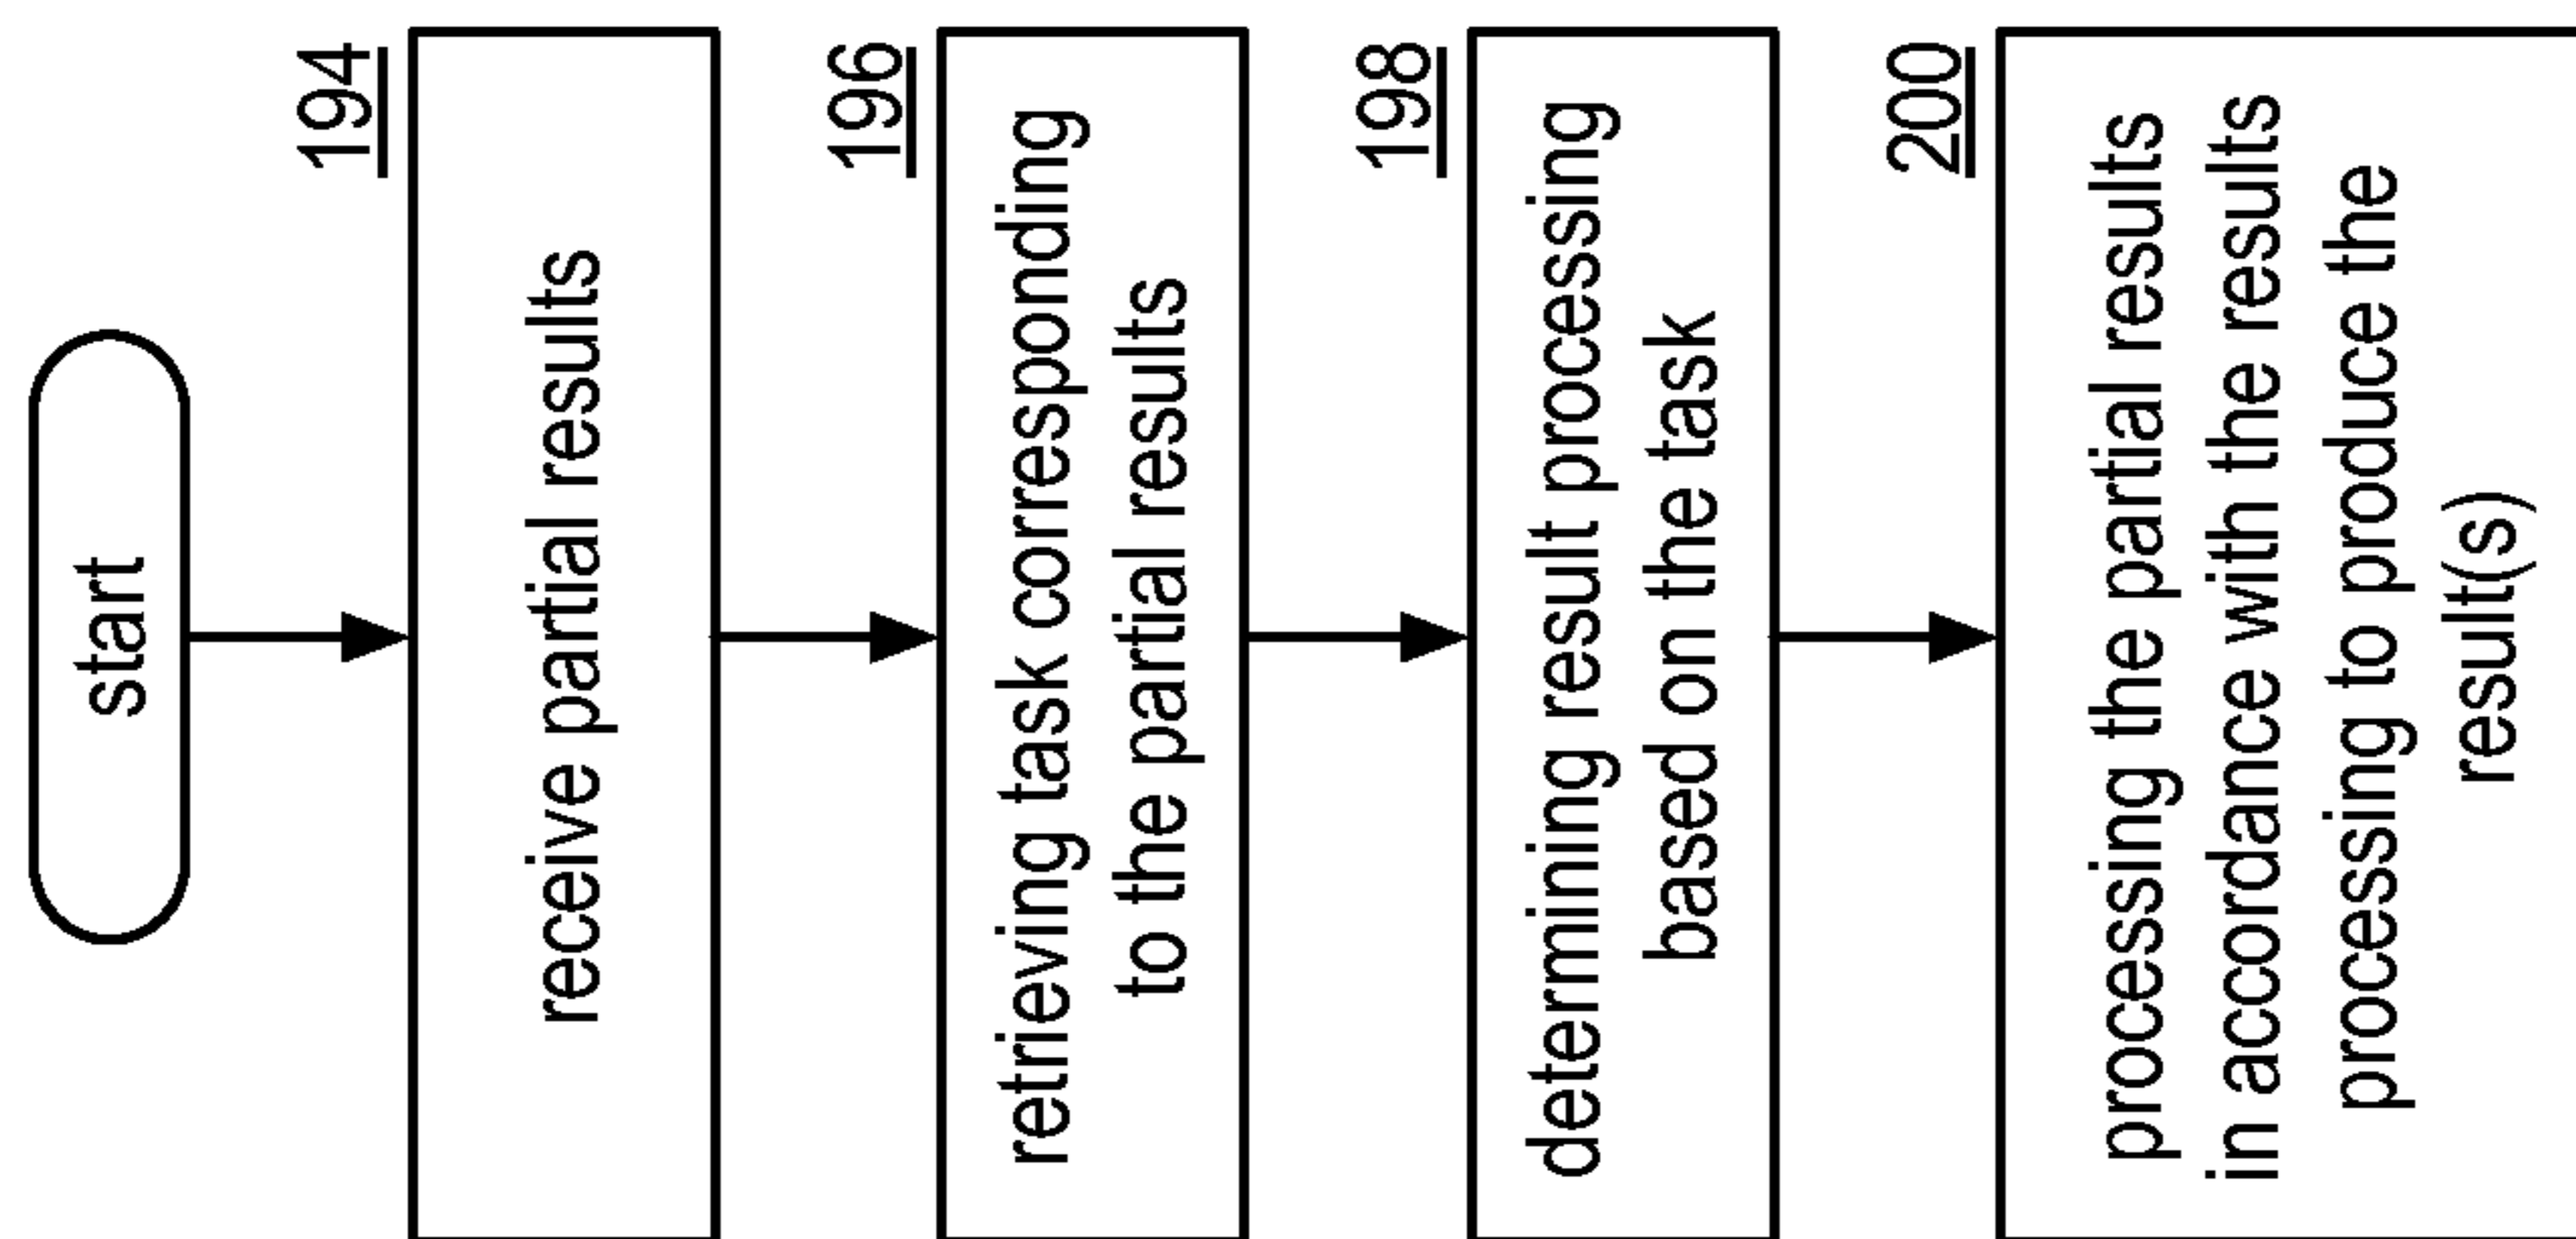 start
194
receive partial results
196
retrieving task corresponding
to the partial results
198
determining result processing
based on the task
200
processing the partial results
in accordance with the results
processing to produce the
result(s)